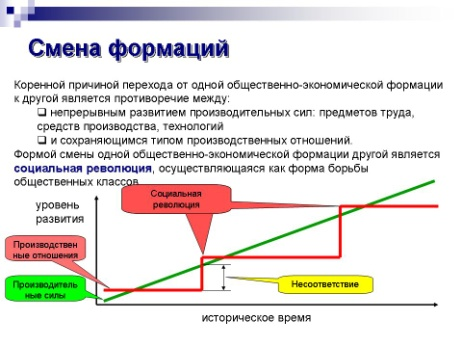 Смена формаций
Коренной причиной перехода от одной общественно-экономической формации
к другой является противоречие между:
❑ непрерывным развитием производительных сил: предметов труда,
средств производства, технологий
❑ и сохраняющимся типом производственных отношений.
Формой смены одной общественно-экономической формации другой является
социальная революция, осуществляющаяся как форма борьбы
общественных классов
Социальная
революция
уровень
развития
Производствен
ные отношения
Производитель
ные силы
Несоответствие
историческое время